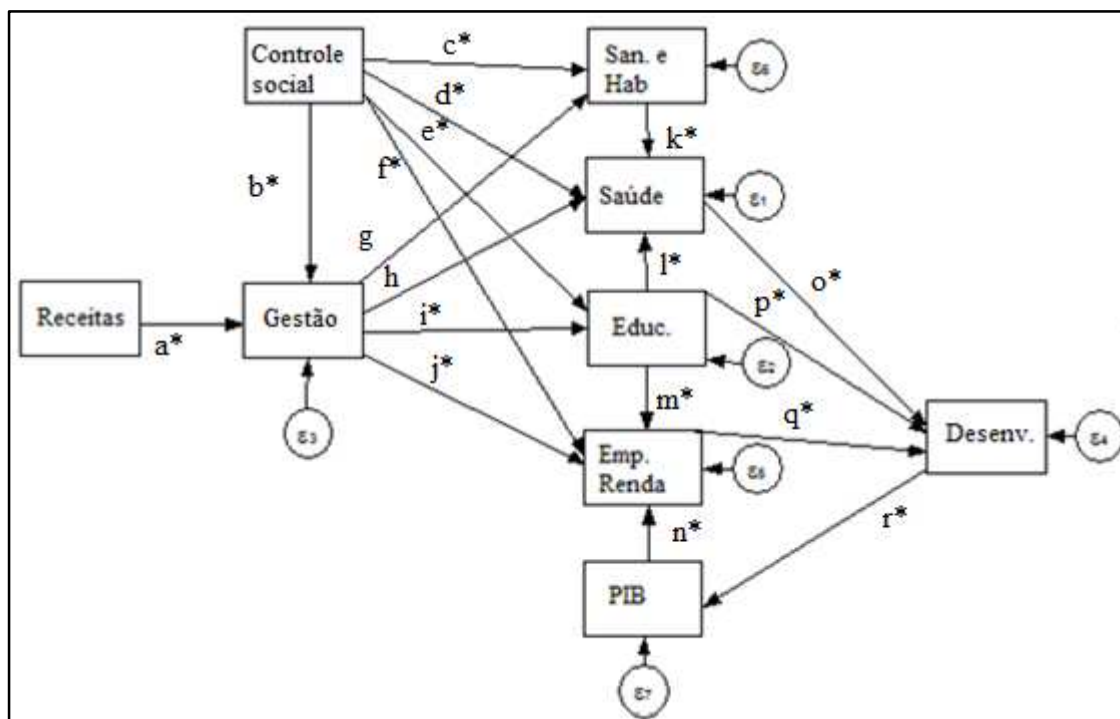 Controle
social
c*
San. e
Hab
ε6
d*
e*
k*
f*
b*
Saúde
ε1
g
l*
o*
h
p*
Receitas
a*
Gestão
i*
Educ.
ε2
j*
m*
q*
ε3
Emp.
Renda
ε5
Desenv.
ε4
n*
r*
PIB
ε7